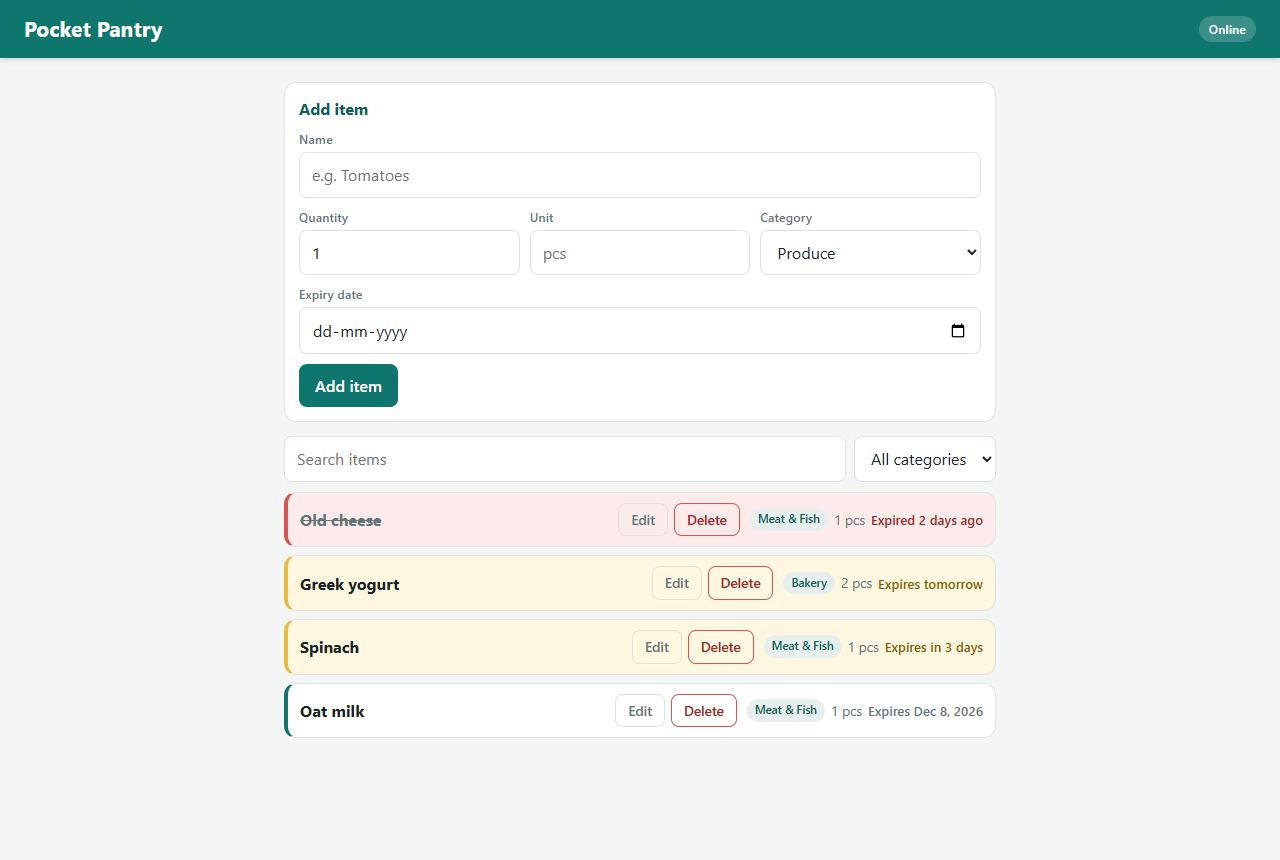 Pocket Pantry
Online
Add item
Name
e.g. Tomatoes
Quantity Unit Category
1 pcs Produce
Expiry date
dd-mm-yyyy
Add item
Search items All categories
Old cheese Edit Delete Meat & Fish 1 pcs Expired 2 days ago
Greek yogurt Edit Delete Bakery 2 pcs Expires tomorrow
Spinach Edit Delete Meat & Fish 1 pcs Expires in 3 days
Oat milk Edit Delete Meat & Fish 1 pcs Expires Dec 8, 2026